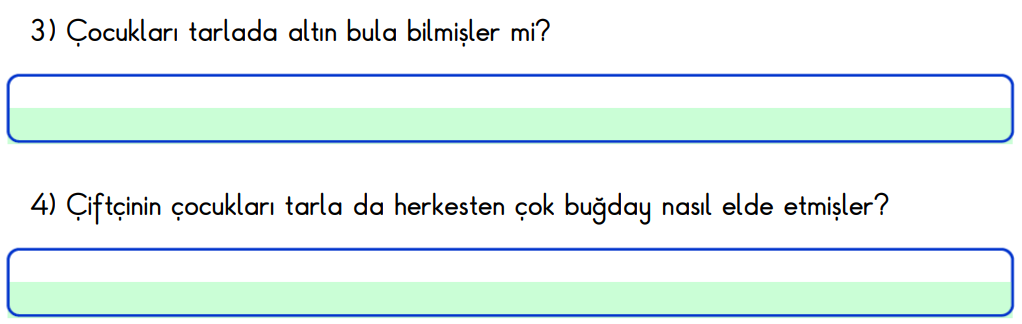 3) Çocukları tarlada altın bula bilmişler mi?
4) Çiftçinin çocukları tarla da herkesten çok buğday nasıl elde etmişler?